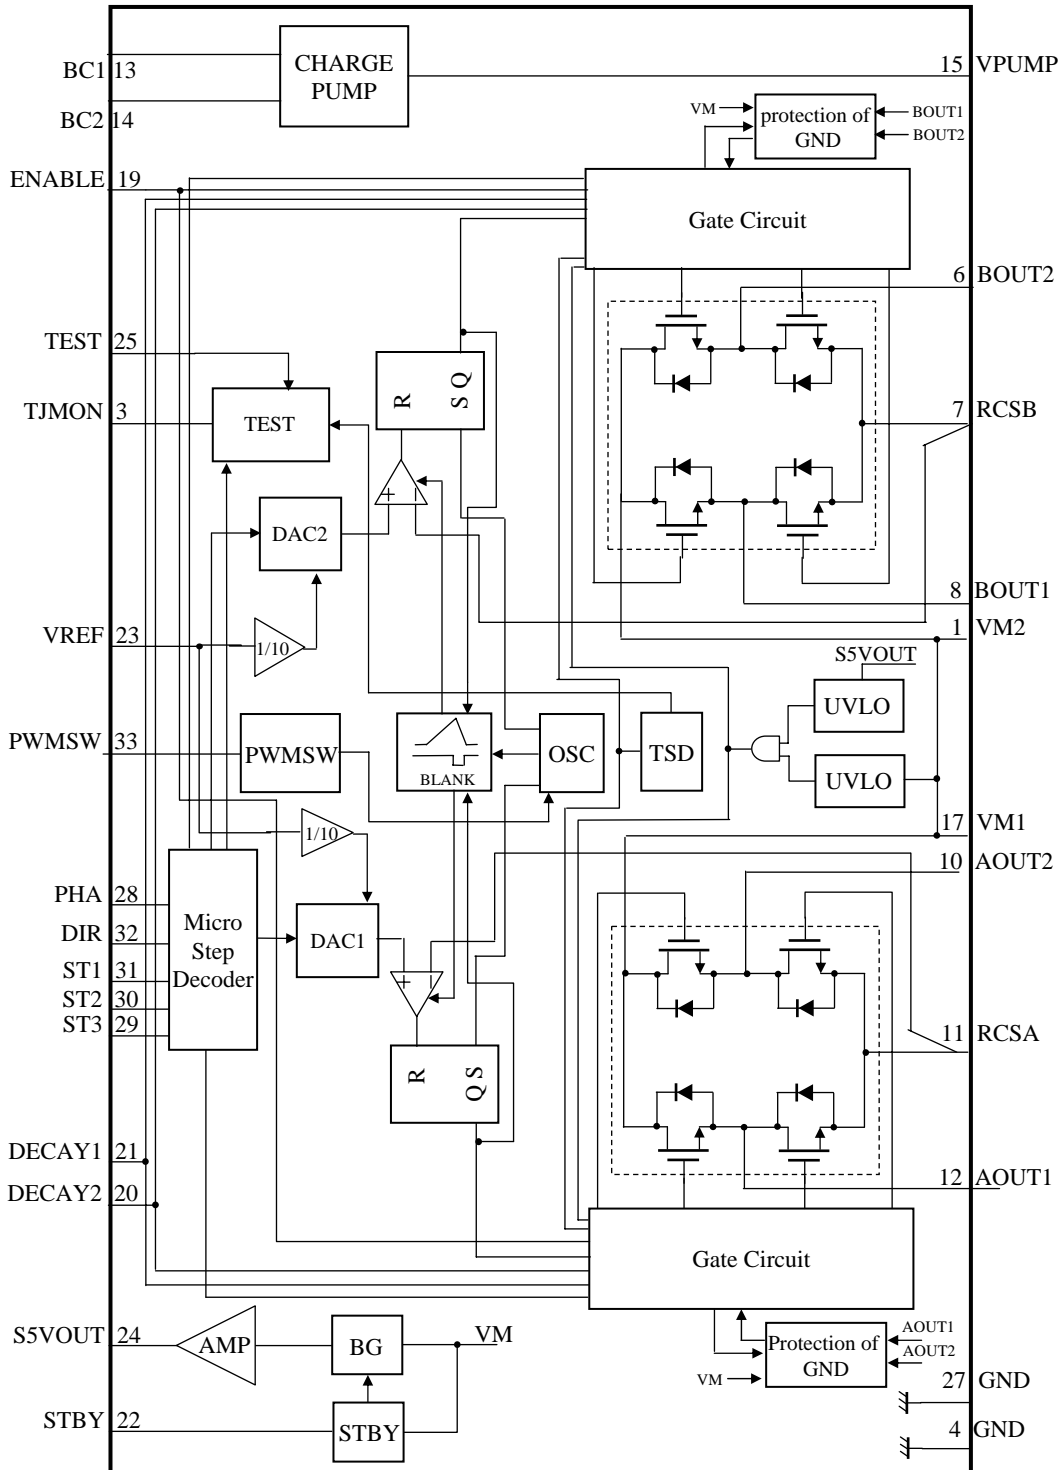 BC1 13
BC2 14
CHARGE
PUMP
15 VPUMP
VM
protection of
GND
BOUT1
BOUT2
ENABLE 19
Gate Circuit
6 BOUT2
TEST 25
TJMON 3
TEST
R
S Q
7 RCSB
+ −
DAC2
8 BOUT1
VREF 23
1/10
1 VM2
S5VOUT
UVLO
PWMSW 33
PWMSW
BLANK
OSC
TSD
UVLO
1/10
17 VM1
10 AOUT2
PHA 28
DIR 32
ST1 31
ST2 30
ST3 29
Micro
Step
Decoder
DAC1
+ −
11 RCSA
R
Q S
DECAY1 21
DECAY2 20
12 AOUT1
Gate Circuit
S5VOUT 24
AMP
BG
VM
Protection of
GND
AOUT1
AOUT2
VM
27 GND
STBY 22
STBY
4 GND